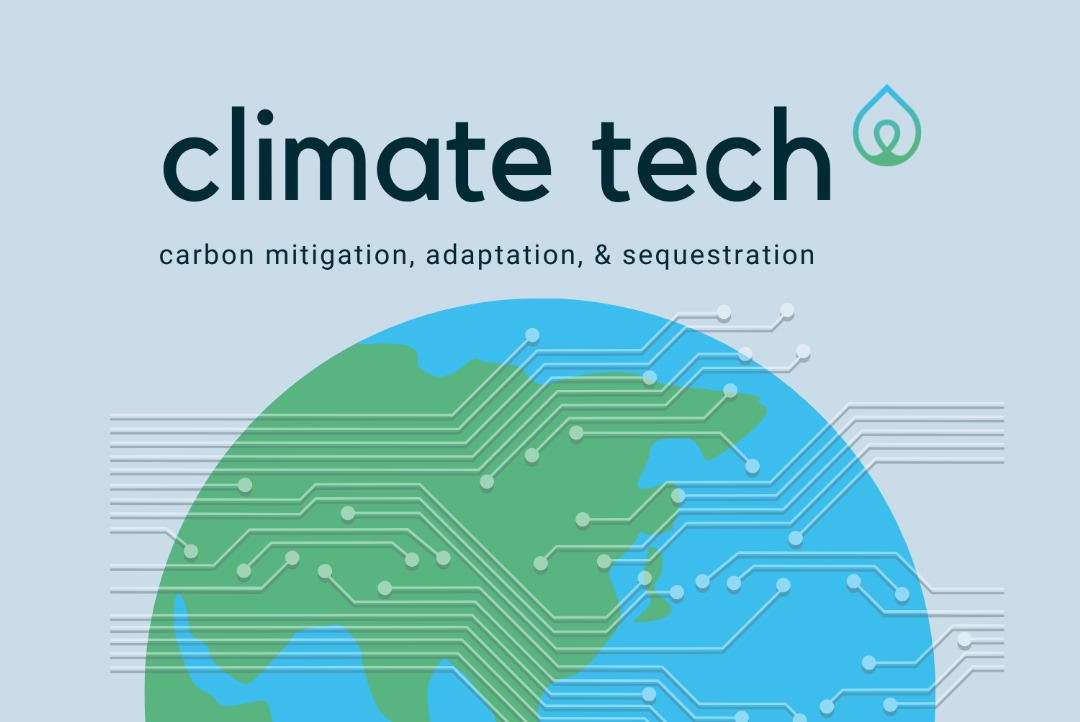 climate tech
carbon mitigation, adaptation, & sequestration